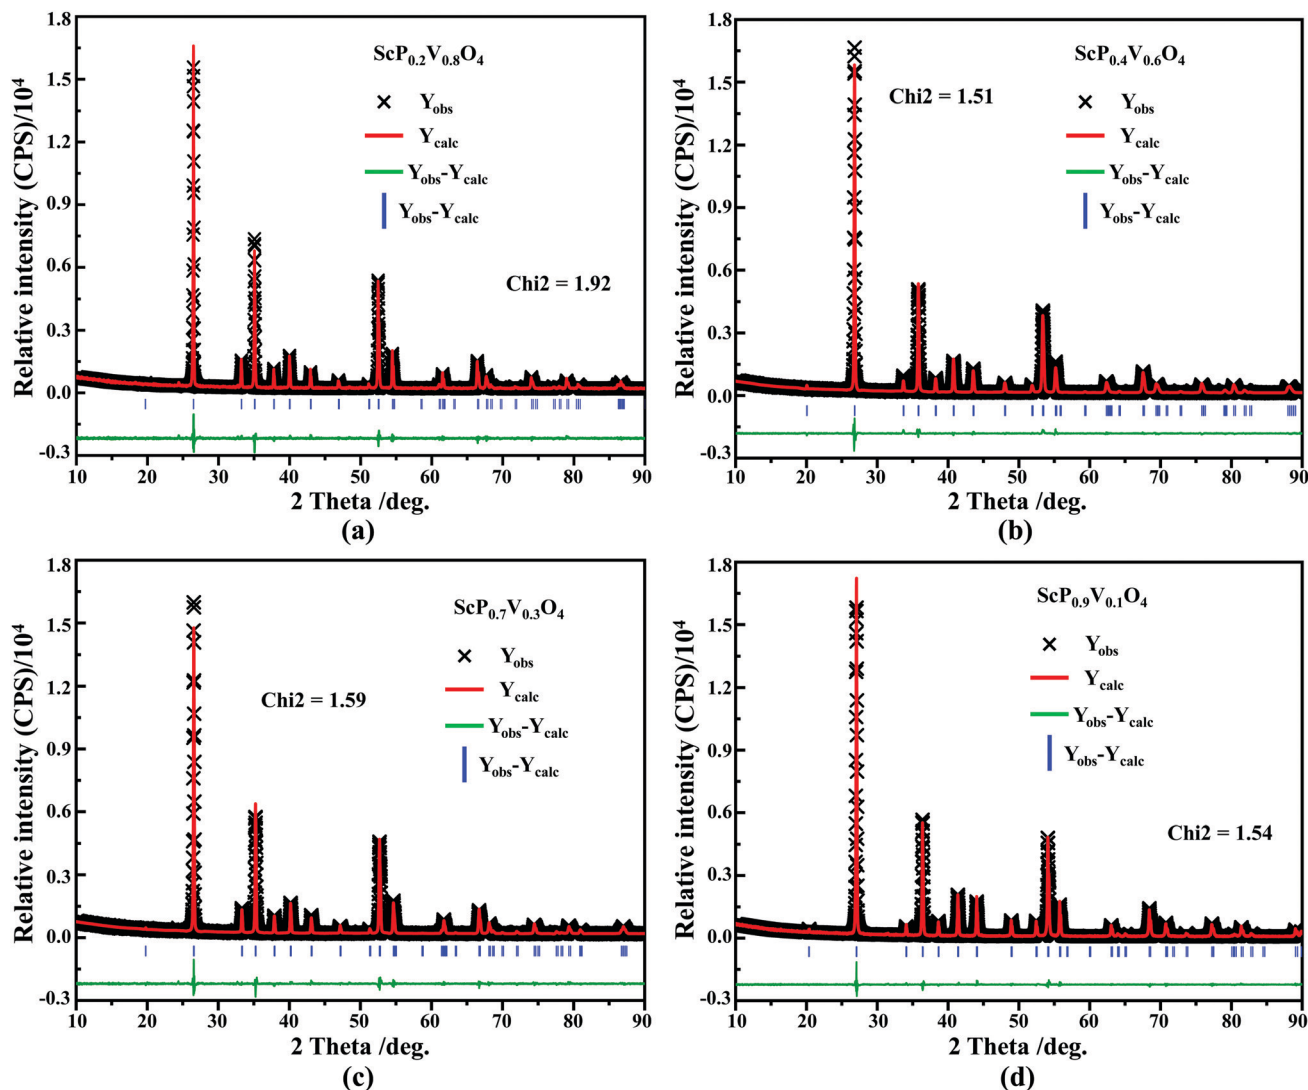 ScP0.2V0.8O4
Yobs
Ycalc
Yobs-Ycalc
Yobs-Ycalc
Chi2 = 1.92
Relative intensity (CPS)/10^4
1.8
1.5
1.2
0.9
0.6
0.3
0.0
-0.3
10 20 30 40 50 60 70 80 90
2 Theta /deg.
(a)
ScP0.4V0.6O4
Chi2 = 1.51
Yobs
Ycalc
Yobs-Ycalc
Yobs-Ycalc
Relative intensity (CPS)/10^4
1.8
1.5
1.2
0.9
0.6
0.3
0.0
-0.3
10 20 30 40 50 60 70 80 90
2 Theta /deg.
(b)
ScP0.7V0.3O4
Yobs
Chi2 = 1.59
Ycalc
Yobs-Ycalc
Yobs-Ycalc
Relative intensity (CPS)/10^4
1.8
1.5
1.2
0.9
0.6
0.3
0.0
-0.3
10 20 30 40 50 60 70 80 90
2 Theta /deg.
(c)
ScP0.9V0.1O4
Yobs
Ycalc
Yobs-Ycalc
Yobs-Ycalc
Chi2 = 1.54
Relative intensity (CPS)/10^4
1.8
1.5
1.2
0.9
0.6
0.3
0.0
-0.3
10 20 30 40 50 60 70 80 90
2 Theta /deg.
(d)